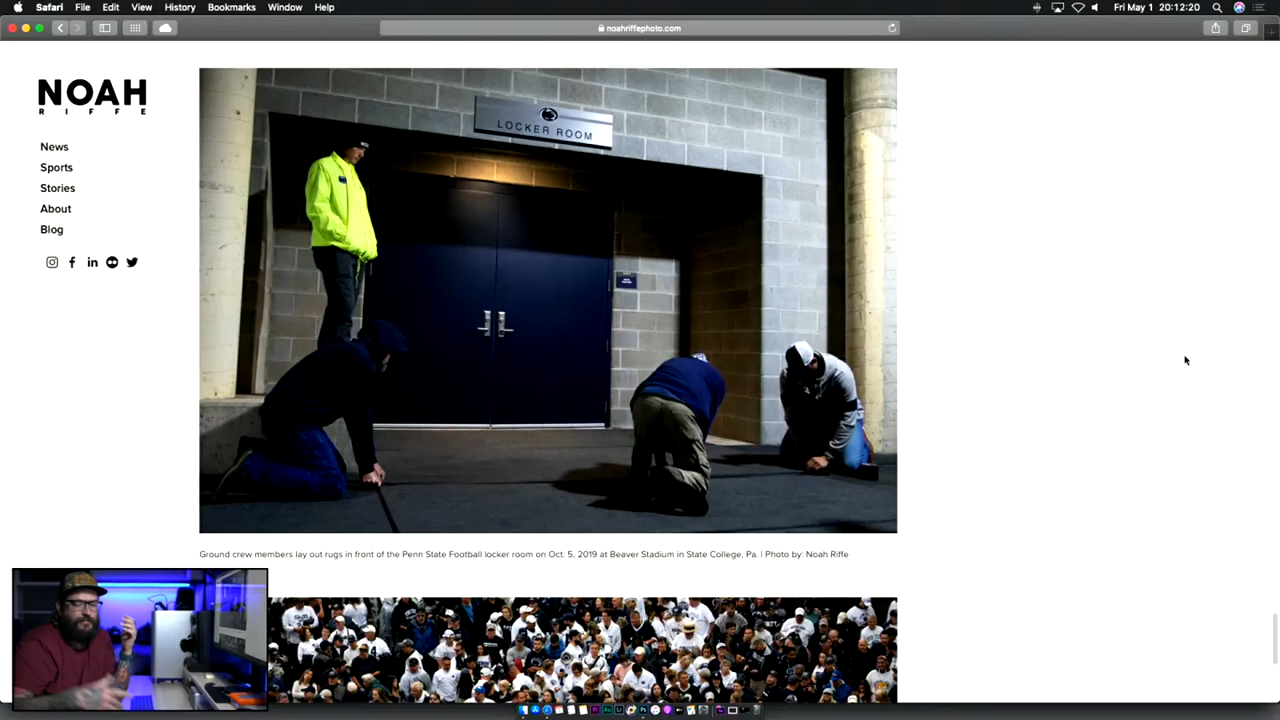 Safari File Edit View History Bookmarks Window Help
Fri May 1 20:12:20
noahriffephoto.com
NOAH
RIFFE
News
Sports
Stories
About
Blog
LOCKER ROOM
Ground crew members lay out rugs in front of the Penn State Football locker room on Oct. 5, 2019 at Beaver Stadium in State College, Pa. | Photo by: Noah Riffe